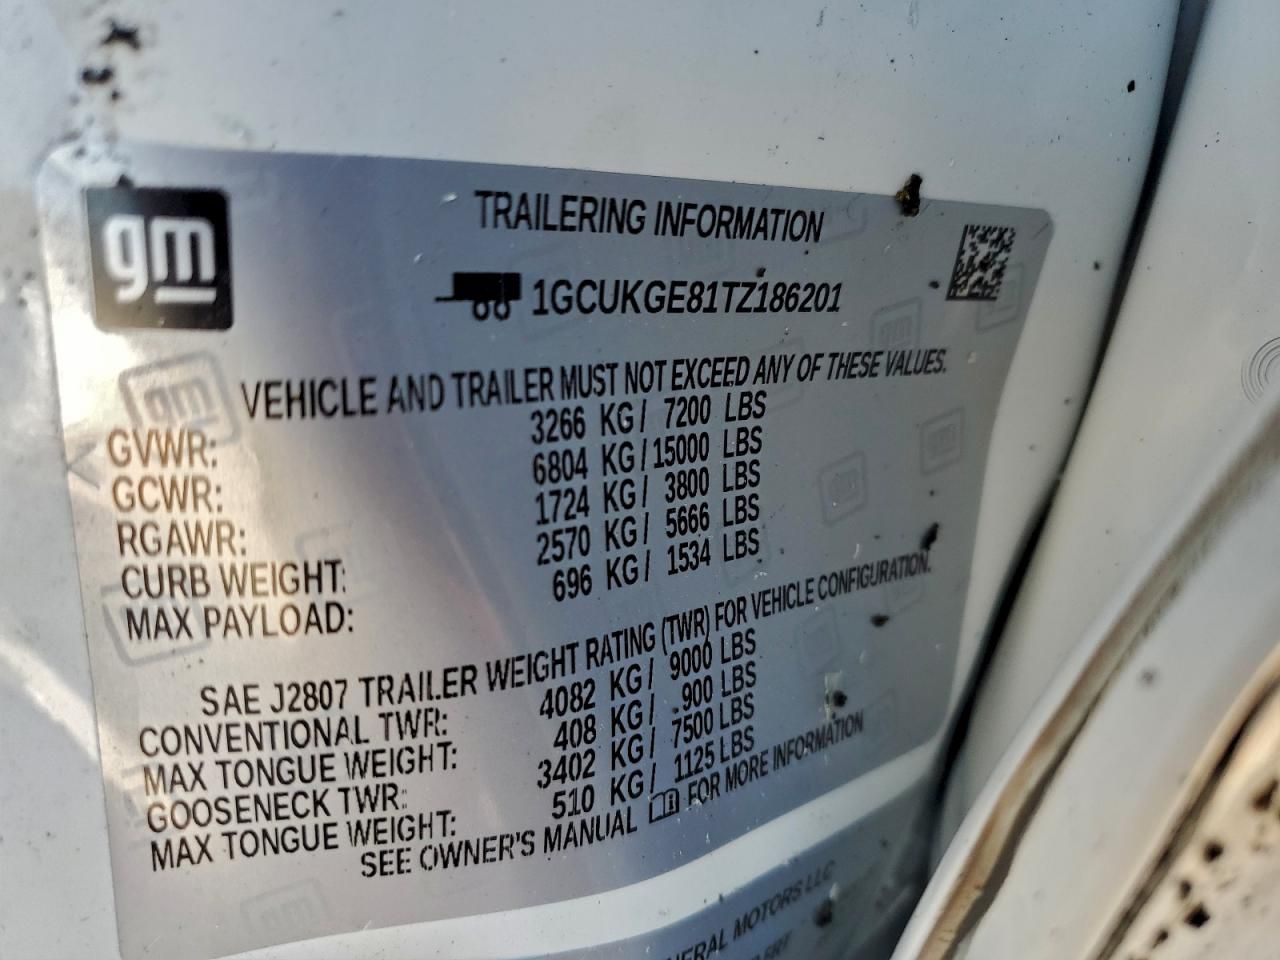 gm
TRAILERING INFORMATION
1GCUKGE81TZ186201
VEHICLE AND TRAILER MUST NOT EXCEED ANY OF THESE VALUES.
GVWR: 3266 KG/ 7200 LBS
GCWR: 6804 KG/15000 LBS
RGAWR: 1724 KG/ 3800 LBS
CURB WEIGHT: 2570 KG/ 5666 LBS
MAX PAYLOAD: 696 KG/ 1534 LBS
SAE J2807 TRAILER WEIGHT RATING (TWR) FOR VEHICLE CONFIGURATION.
CONVENTIONAL TWR: 4082 KG/ 9000 LBS
MAX TONGUE WEIGHT: 408 KG/ 900 LBS
GOOSENECK TWR: 3402 KG/ 7500 LBS
MAX TONGUE WEIGHT: 510 KG/ 1125 LBS
SEE OWNER'S MANUAL FOR MORE INFORMATION
MOTORS LLC